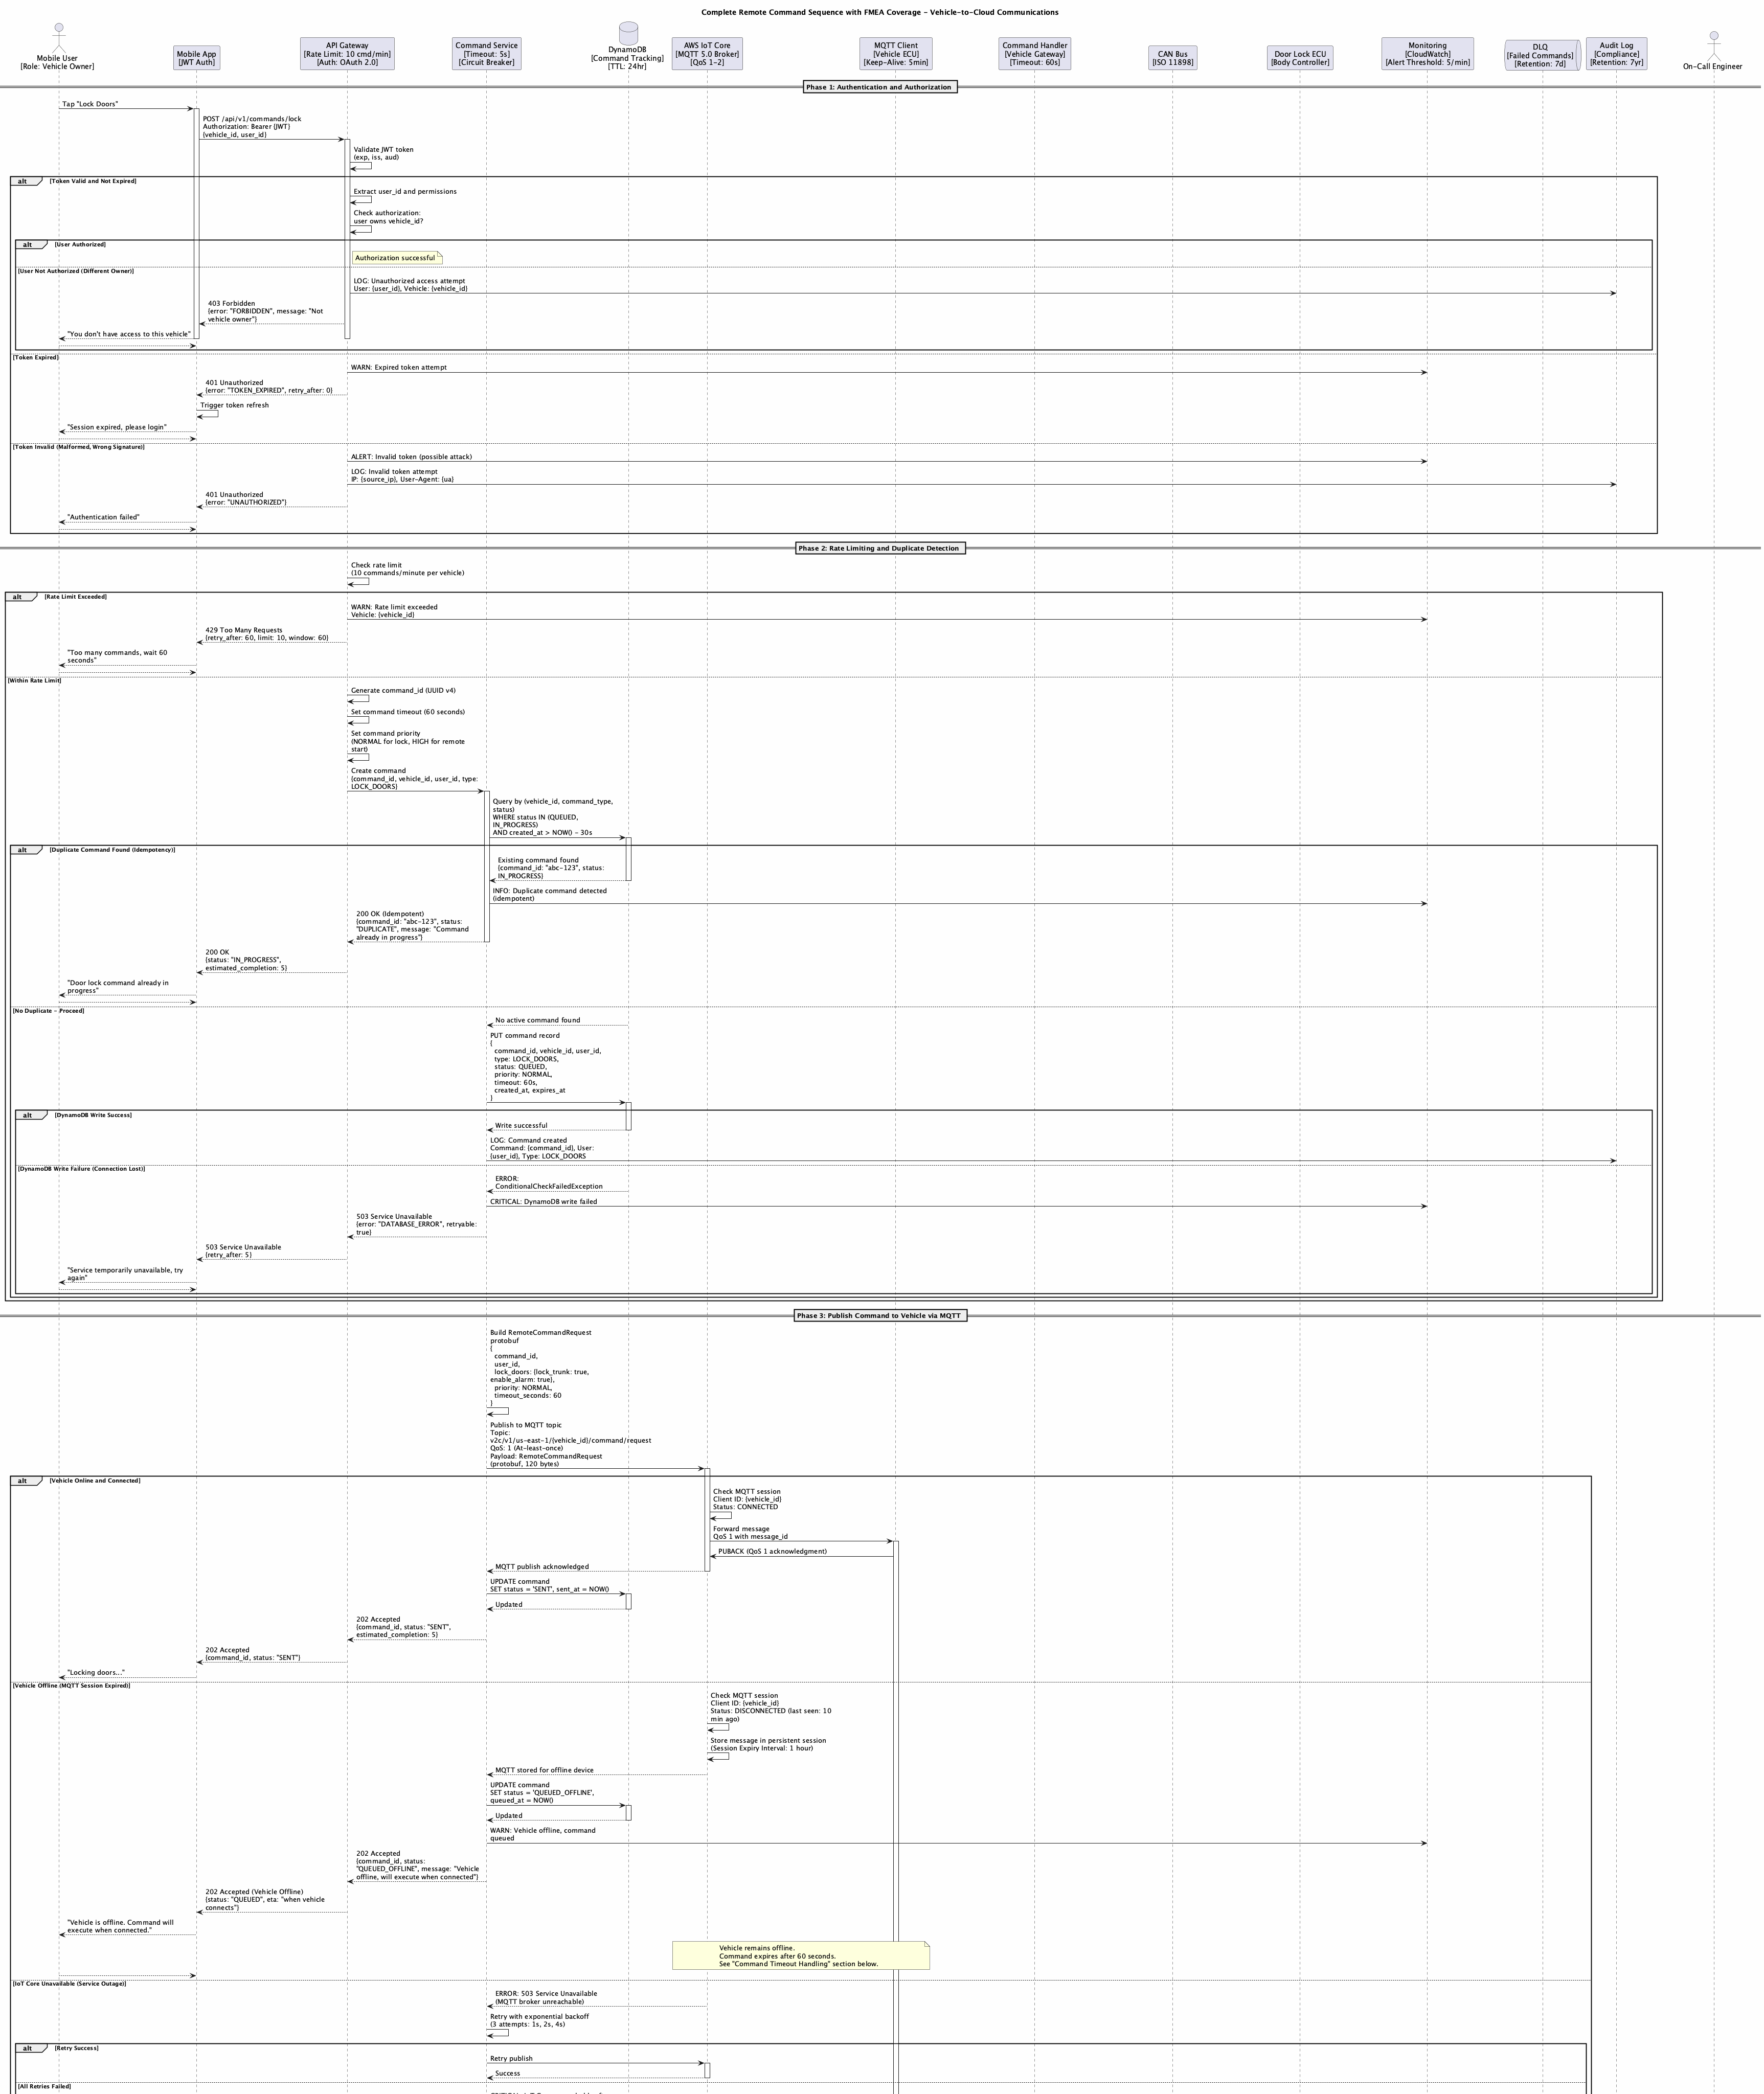 Complete Remote Command Sequence with FMEA Coverage - Vehicle-to-Cloud Communications
Mobile User
[Role: Vehicle Owner]
Mobile App
[JWT Auth]
API Gateway
[Rate Limit: 10 cmd/min]
[Auth: OAuth 2.0]
Command Service
[Timeout: 5s]
[Circuit Breaker]
DynamoDB
[Command Tracking]
[TTL: 24hr]
AWS IoT Core
[MQTT 5.0 Broker]
[QoS 1-2]
MQTT Client
[Vehicle ECU]
[Keep-Alive: 5min]
Command Handler
[Vehicle Gateway]
[Timeout: 60s]
CAN Bus
[ISO 11898]
Door Lock ECU
[Body Controller]
Monitoring
[CloudWatch]
[Alert Threshold: 5/min]
DLQ
[Failed Commands]
[Retention: 7d]
Audit Log
[Compliance]
[Retention: 7yr]
On-Call Engineer
Phase 1: Authentication and Authorization
Tap "Lock Doors"
POST /api/v1/commands/lock
Authorization: Bearer {JWT}
{vehicle_id, user_id}
Validate JWT token
(exp, iss, aud)
alt [Token Valid and Not Expired]
Extract user_id and permissions
Check authorization:
user owns vehicle_id?
alt [User Authorized]
Authorization successful
[User Not Authorized (Different Owner)]
LOG: Unauthorized access attempt
User: {user_id}, Vehicle: {vehicle_id}
403 Forbidden
{error: "FORBIDDEN", message: "Not
vehicle owner"}
"You don't have access to this vehicle"
[Token Expired]
WARN: Expired token attempt
401 Unauthorized
{error: "TOKEN_EXPIRED", retry_after: 0}
Trigger token refresh
"Session expired, please login"
[Token Invalid (Malformed, Wrong Signature)]
ALERT: Invalid token (possible attack)
LOG: Invalid token attempt
IP: {source_ip}, User-Agent: {ua}
401 Unauthorized
{error: "UNAUTHORIZED"}
"Authentication failed"
Phase 2: Rate Limiting and Duplicate Detection
Check rate limit
(10 commands/minute per vehicle)
alt [Rate Limit Exceeded]
WARN: Rate limit exceeded
Vehicle: {vehicle_id}
429 Too Many Requests
{retry_after: 60, limit: 10, window: 60}
"Too many commands, wait 60
seconds"
[Within Rate Limit]
Generate command_id (UUID v4)
Set command timeout (60 seconds)
Set command priority
(NORMAL for lock, HIGH for remote
start)
Create command
{command_id, vehicle_id, user_id, type:
LOCK_DOORS}
Query by (vehicle_id, command_type,
status)
WHERE status IN (QUEUED,
IN_PROGRESS)
AND created_at > NOW() - 30s
alt [Duplicate Command Found (Idempotency)]
Existing command found
{command_id: "abc-123", status:
IN_PROGRESS}
INFO: Duplicate command detected
(idempotent)
200 OK (Idempotent)
{command_id: "abc-123", status:
"DUPLICATE", message: "Command
already in progress"}
200 OK
{status: "IN_PROGRESS",
estimated_completion: 5}
"Door lock command already in
progress"
[No Duplicate - Proceed]
No active command found
PUT command record
{
command_id, vehicle_id, user_id,
type: LOCK_DOORS,
status: QUEUED,
priority: NORMAL,
timeout: 60s,
created_at, expires_at
}
alt [DynamoDB Write Success]
Write successful
LOG: Command created
Command: {command_id}, User:
{user_id}, Type: LOCK_DOORS
[DynamoDB Write Failure (Connection Lost)]
ERROR:
ConditionalCheckFailedException
CRITICAL: DynamoDB write failed
503 Service Unavailable
{error: "DATABASE_ERROR", retryable:
true}
503 Service Unavailable
{retry_after: 5}
"Service temporarily unavailable, try
again"
Phase 3: Publish Command to Vehicle via MQTT
Build RemoteCommandRequest
protobuf
{
command_id,
user_id,
lock_doors: {lock_trunk: true,
enable_alarm: true},
priority: NORMAL,
timeout_seconds: 60
}
Publish to MQTT topic
Topic:
v2c/v1/us-east-1/{vehicle_id}/command/request
QoS: 1 (At-least-once)
Payload: RemoteCommandRequest
(protobuf, 120 bytes)
alt [Vehicle Online and Connected]
Check MQTT session
Client ID: {vehicle_id}
Status: CONNECTED
Forward message
QoS 1 with message_id
PUBACK (QoS 1 acknowledgment)
MQTT publish acknowledged
UPDATE command
SET status = 'SENT', sent_at = NOW()
Updated
202 Accepted
{command_id, status: "SENT",
estimated_completion: 5}
202 Accepted
{command_id, status: "SENT"}
"Locking doors..."
[Vehicle Offline (MQTT Session Expired)]
Check MQTT session
Client ID: {vehicle_id}
Status: DISCONNECTED (last seen: 10
min ago)
Store message in persistent session
(Session Expiry Interval: 1 hour)
MQTT stored for offline device
UPDATE command
SET status = 'QUEUED_OFFLINE',
queued_at = NOW()
Updated
WARN: Vehicle offline, command
queued
202 Accepted
{command_id, status:
"QUEUED_OFFLINE", message: "Vehicle
offline, will execute when connected"}
202 Accepted (Vehicle Offline)
{status: "QUEUED", eta: "when vehicle
connects"}
"Vehicle is offline. Command will
execute when connected."
Vehicle remains offline.
Command expires after 60 seconds.
See "Command Timeout Handling" section below.
[IoT Core Unavailable (Service Outage)]
ERROR: 503 Service Unavailable
(MQTT broker unreachable)
Retry with exponential backoff
(3 attempts: 1s, 2s, 4s)
alt [Retry Success]
Retry publish
Success
[All Retries Failed]